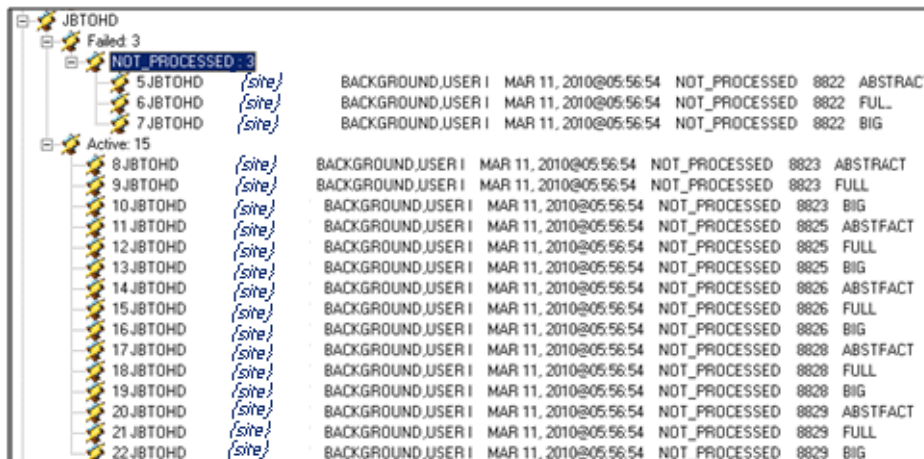 JBTOHD
Failed: 3
NOT_PROCESSED : 3
5 JBTOHD {site} BACKGROUND,USER I MAR 11, 2010@05:56:54 NOT_PROCESSED 8822 ABSTRACT
6 JBTOHD {site} BACKGROUND,USER I MAR 11, 2010@05:56:54 NOT_PROCESSED 8822 FULL
7 JBTOHD {site} BACKGROUND,USER I MAR 11, 2010@05:56:54 NOT_PROCESSED 8822 BIG
Active: 15
8 JBTOHD {site} BACKGROUND,USER I MAR 11, 2010@05:56:54 NOT_PROCESSED 8823 ABSTRACT
9 JBTOHD {site} BACKGROUND,USER I MAR 11, 2010@05:56:54 NOT_PROCESSED 8823 FULL
10 JBTOHD {site} BACKGROUND,USER I MAR 11, 2010@05:56:54 NOT_PROCESSED 8823 BIG
11 JBTOHD {site} BACKGROUND,USER I MAR 11, 2010@05:56:54 NOT_PROCESSED 8825 ABSTRACT
12 JBTOHD {site} BACKGROUND,USER I MAR 11, 2010@05:56:54 NOT_PROCESSED 8825 FULL
13 JBTOHD {site} BACKGROUND,USER I MAR 11, 2010@05:56:54 NOT_PROCESSED 8825 BIG
14 JBTOHD {site} BACKGROUND,USER I MAR 11, 2010@05:56:54 NOT_PROCESSED 8826 ABSTRACT
15 JBTOHD {site} BACKGROUND,USER I MAR 11, 2010@05:56:54 NOT_PROCESSED 8826 FULL
16 JBTOHD {site} BACKGROUND,USER I MAR 11, 2010@05:56:54 NOT_PROCESSED 8826 BIG
17 JBTOHD {site} BACKGROUND,USER I MAR 11, 2010@05:56:54 NOT_PROCESSED 8828 ABSTRACT
18 JBTOHD {site} BACKGROUND,USER I MAR 11, 2010@05:56:54 NOT_PROCESSED 8828 FULL
19 JBTOHD {site} BACKGROUND,USER I MAR 11, 2010@05:56:54 NOT_PROCESSED 8828 BIG
20 JBTOHD {site} BACKGROUND,USER I MAR 11, 2010@05:56:54 NOT_PROCESSED 8829 ABSTRACT
21 JBTOHD {site} BACKGROUND,USER I MAR 11, 2010@05:56:54 NOT_PROCESSED 8829 FULL
22 JBTOHD {site} BACKGROUND,USER I MAR 11, 2010@05:56:54 NOT_PROCESSED 8829 BIG